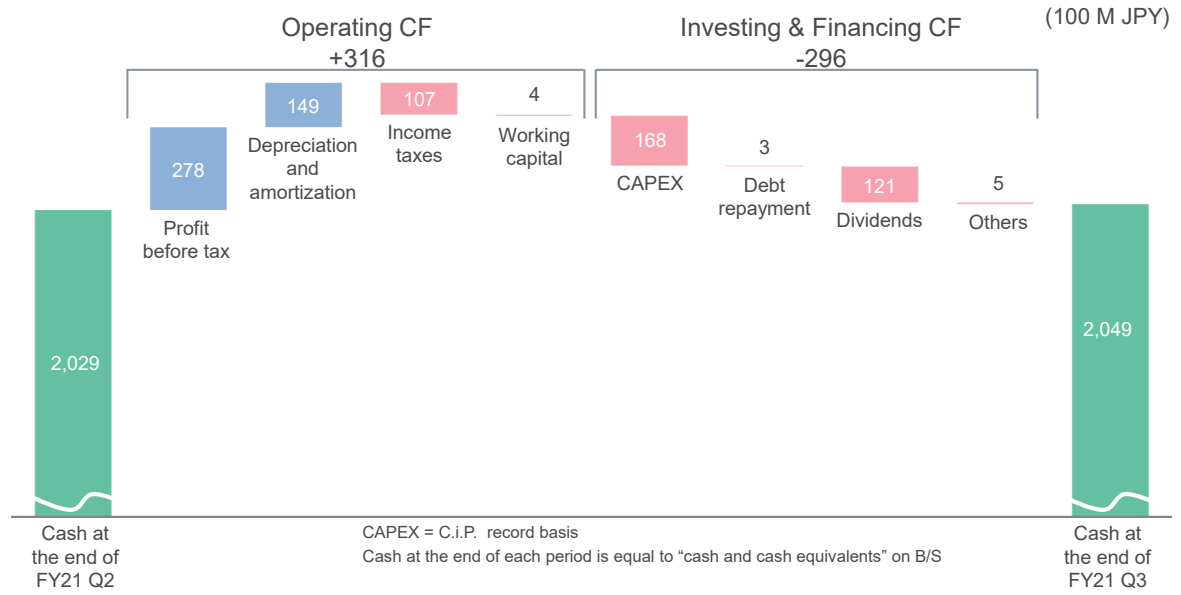 (100 M JPY)
Operating CF
+316
Investing & Financing CF
-296
278
Profit
before tax
149
Depreciation
and
amortization
107
Income
taxes
4
Working
capital
168
CAPEX
3
Debt
repayment
121
Dividends
5
Others
2,029
2,049
Cash at
the end of
FY21 Q2
CAPEX = C.i.P. record basis
Cash at the end of each period is equal to “cash and cash equivalents” on B/S
Cash at
the end of
FY21 Q3